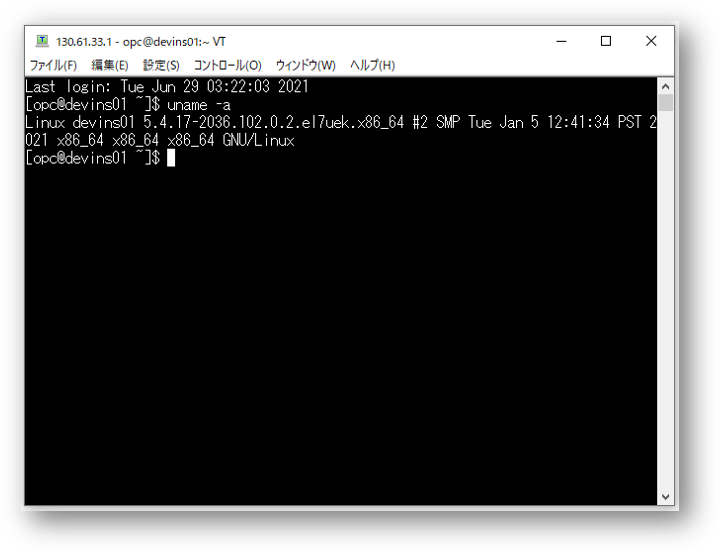 130.61.33.1 - opc@devins01:~ VT
ファイル(F) 編集(E) 設定(S) コントロール(O) ウィンドウ(W) ヘルプ(H)
Last login: Tue Jun 29 03:22:03 2021
[opc@devins01 ~]$ uname -a
Linux devins01 5.4.17-2036.102.0.2.el7uek.x86_64 #2 SMP Tue Jan 5 12:41:34 PST 2
021 x86_64 x86_64 x86_64 GNU/Linux
[opc@devins01 ~]$